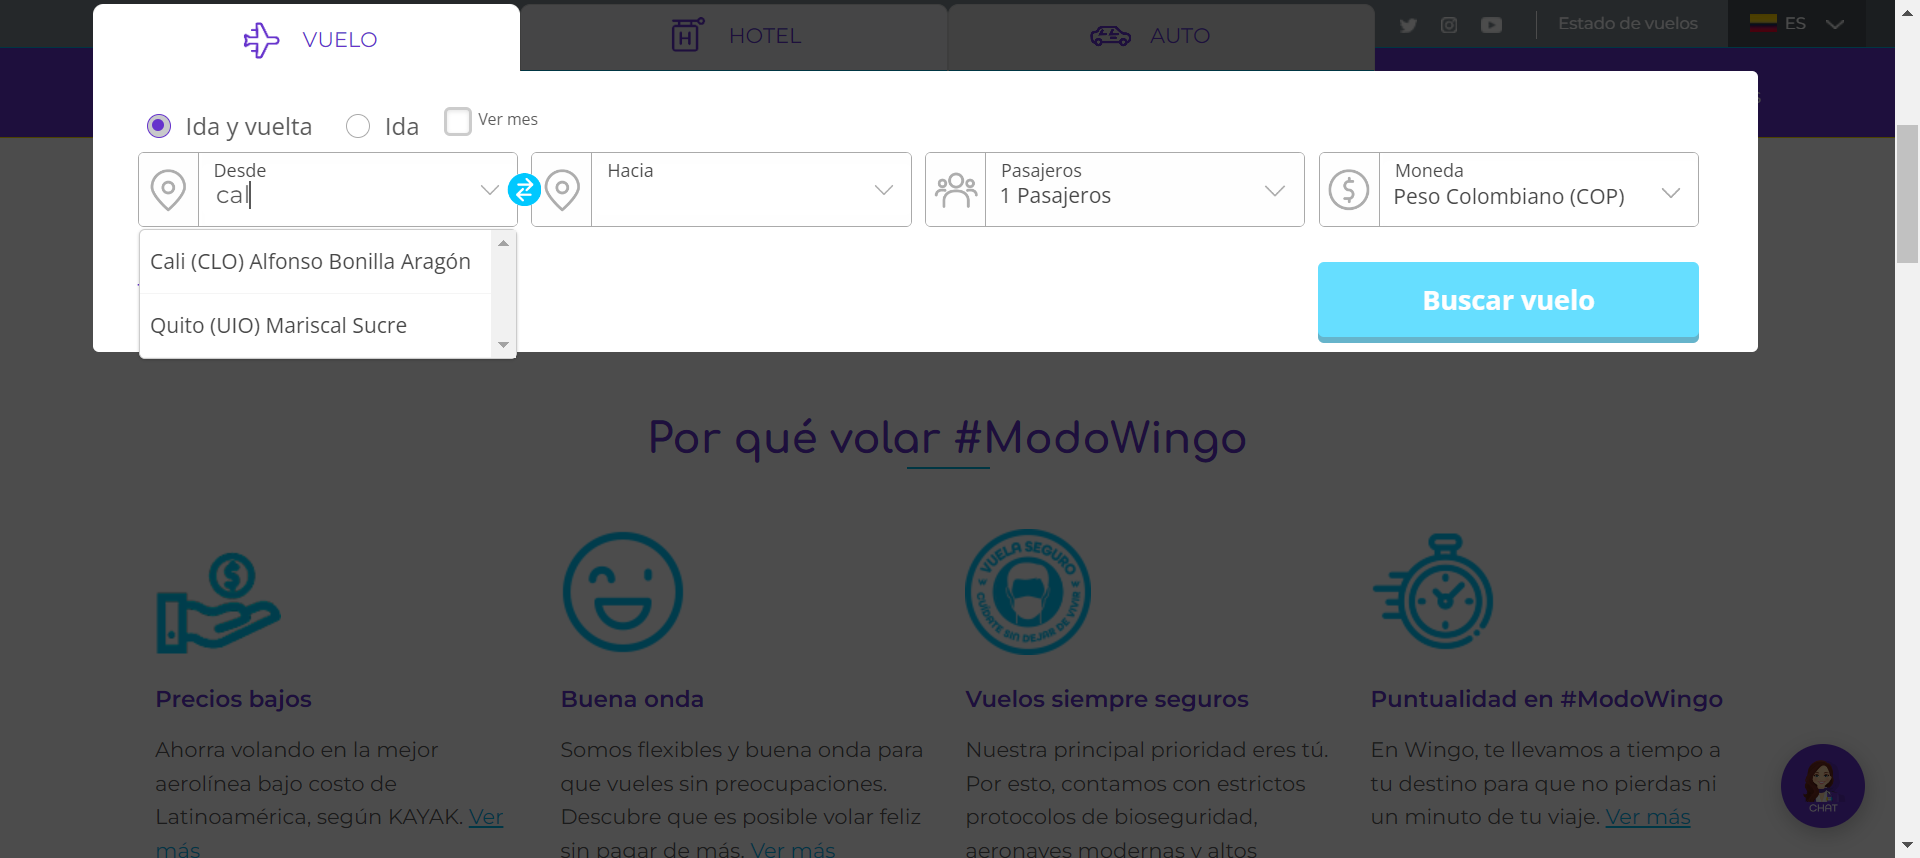 VUELO
HOTEL
AUTO
Estado de vuelos
ES
Ida y vuelta
Ida
Ver mes
Desde
cal
Hacia
Pasajeros
1 Pasajeros
Moneda
Peso Colombiano (COP)
Cali (CLO) Alfonso Bonilla Aragón
Quito (UIO) Mariscal Sucre
Buscar vuelo
Por qué volar #ModoWingo
VUELA SEGURO
CUÍDATE SIN DEJAR DE VIVIR
Precios bajos
Ahorra volando en la mejor
aerolínea bajo costo de
Latinoamérica, según KAYAK. Ver
más
Buena onda
Somos flexibles y buena onda para
que vueles sin preocupaciones.
Descubre que es posible volar feliz
sin pagar de más. Ver más
Vuelos siempre seguros
Nuestra principal prioridad eres tú.
Por esto, contamos con estrictos
protocolos de bioseguridad,
aeronaves modernas y altos
Puntualidad en #ModoWingo
En Wingo, te llevamos a tiempo a
tu destino para que no pierdas ni
un minuto de tu viaje. Ver más
CHAT